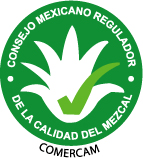 CONSEJO MEXICANO REGULADOR
DE LA CALIDAD DEL MEZCAL
COMERCAM